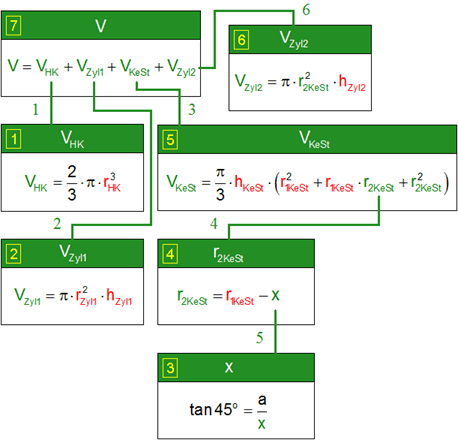 7 V
V = V_HK + V_Zyl1 + V_KeSt + V_Zyl2
6
6 V_Zyl2
V_Zyl2 = π · r²_2KeSt · h_Zyl2
1
3
1 V_HK
V_HK = 2/3 · π · r³_HK
5 V_KeSt
V_KeSt = π/3 · h_KeSt · (r²_1KeSt + r_1KeSt · r_2KeSt + r²_2KeSt)
2
4
2 V_Zyl1
V_Zyl1 = π · r²_Zyl1 · h_Zyl1
4 r_2KeSt
r_2KeSt = r_1KeSt − x
5
3 x
tan 45° = a/x